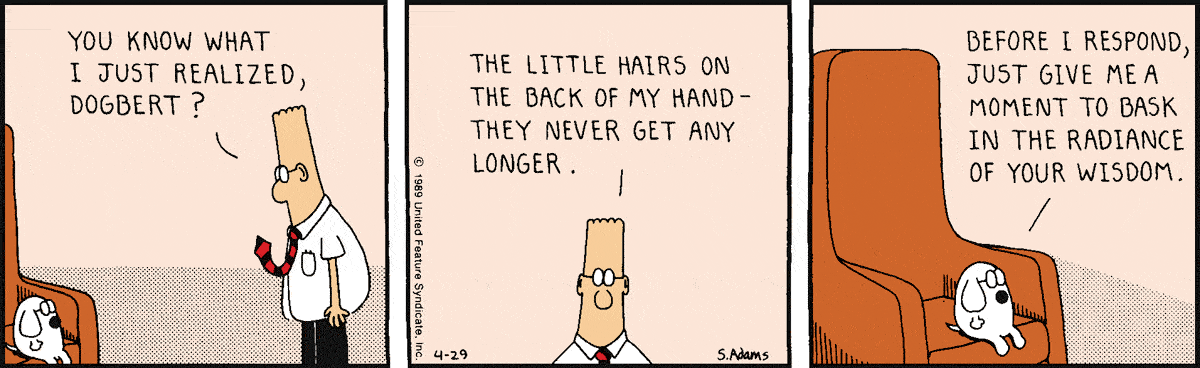 YOU KNOW WHAT
I JUST REALIZED,
DOGBERT?
THE LITTLE HAIRS ON
THE BACK OF MY HAND-
THEY NEVER GET ANY
LONGER.
© 1989 United Feature Syndicate, Inc.
4-29
S.Adams
BEFORE I RESPOND,
JUST GIVE ME A
MOMENT TO BASK
IN THE RADIANCE
OF YOUR WISDOM.